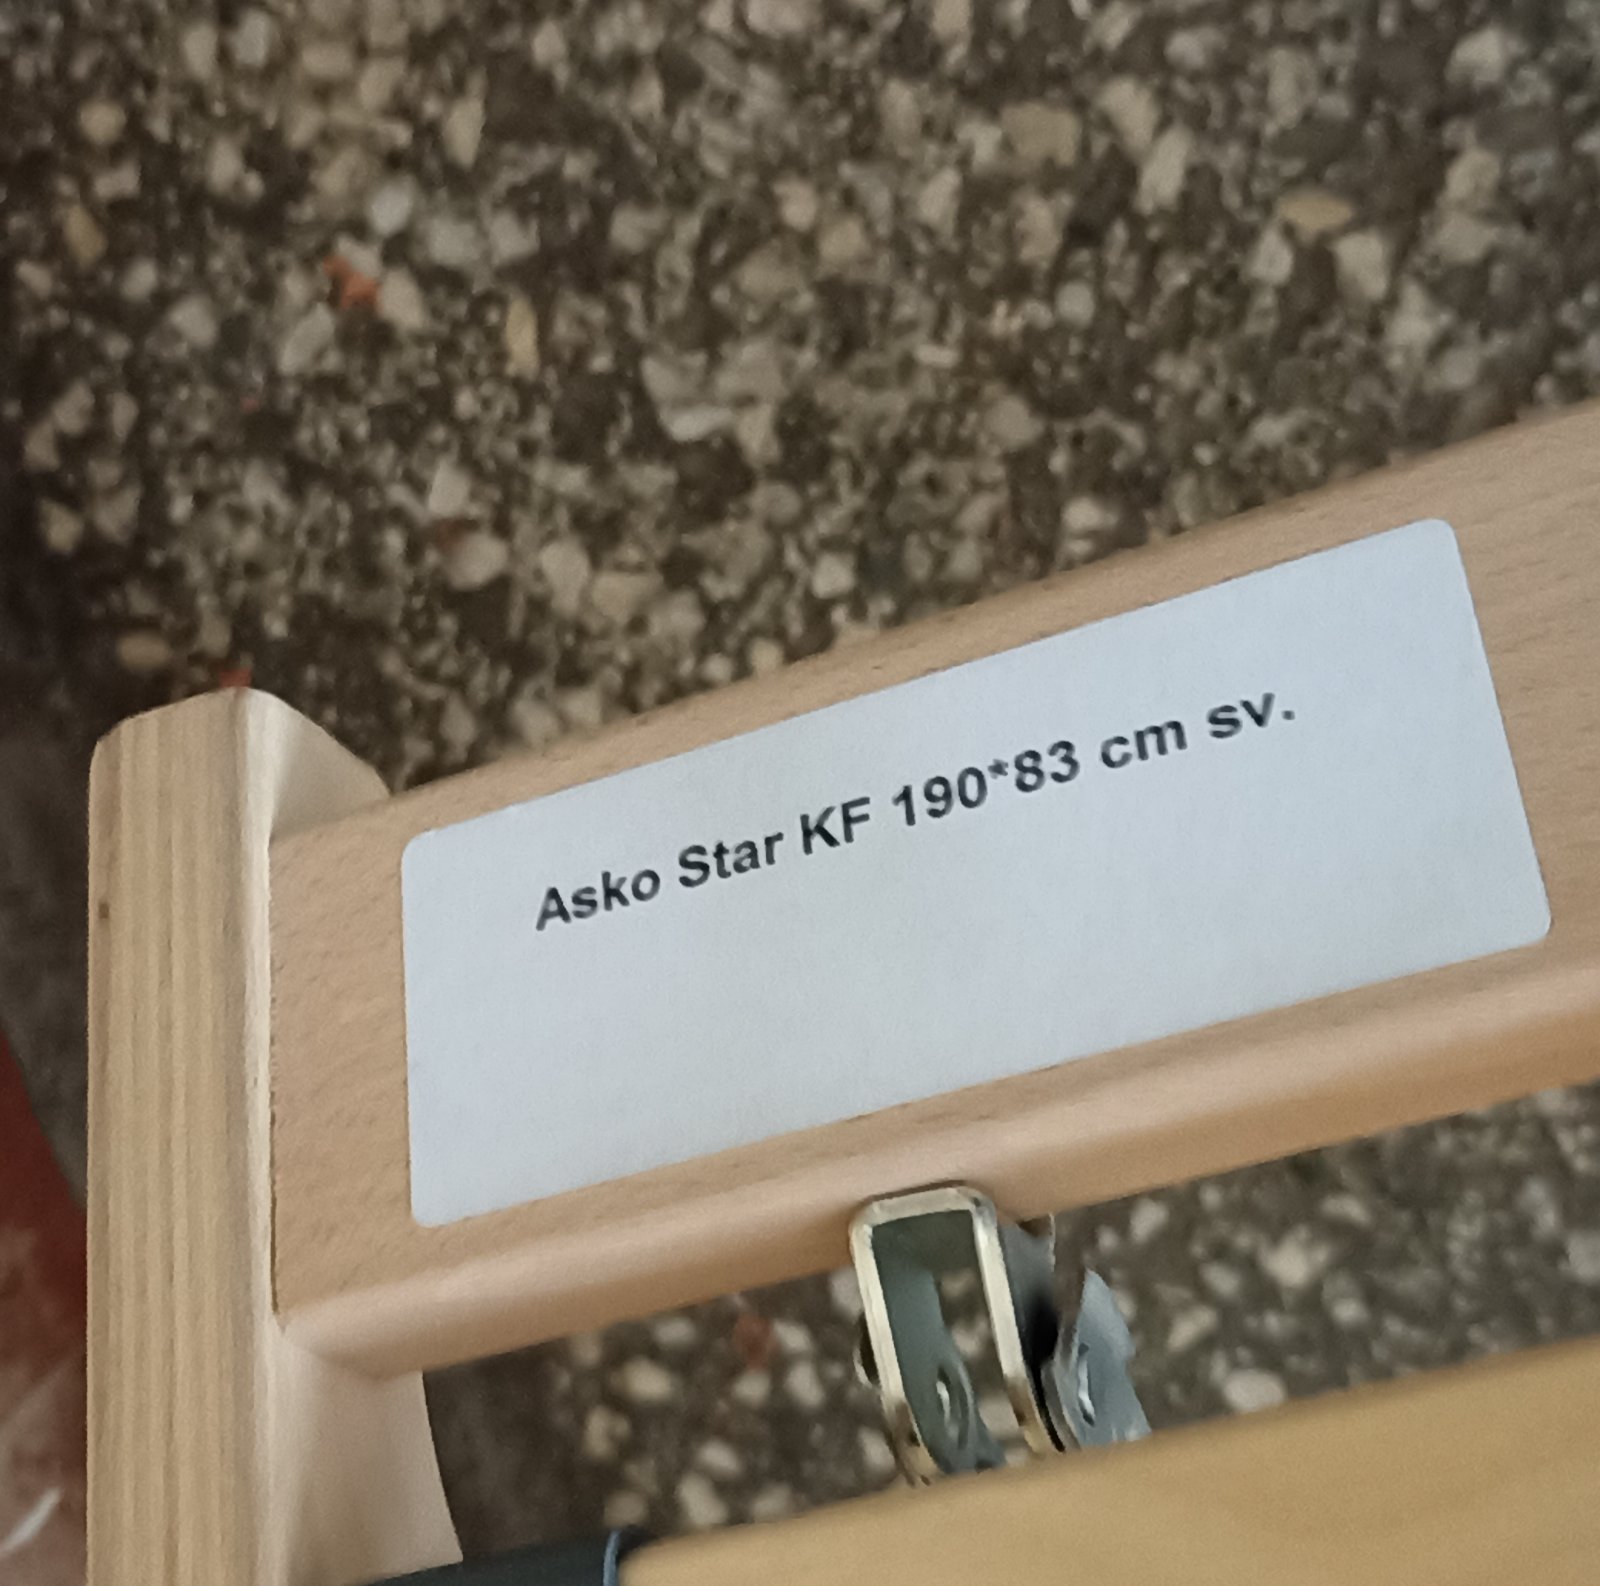 Asko Star KF 190*83 cm sv.